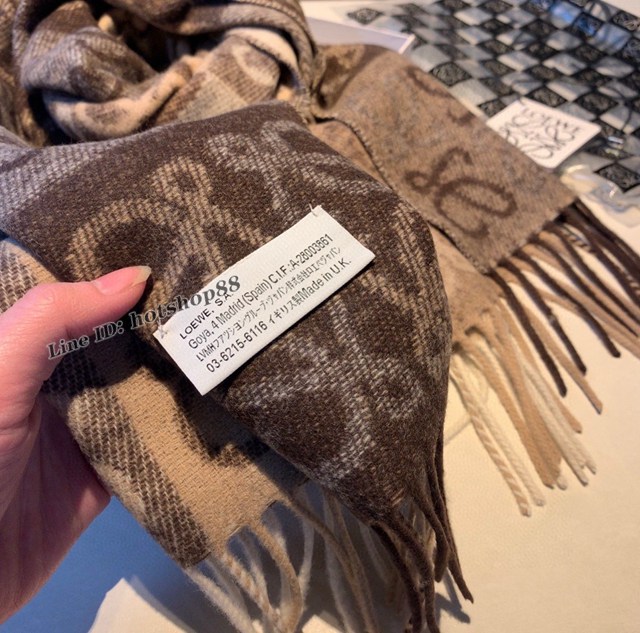 LOEWE, S.A.
Goya, 4 Madrid (Spain) C.I.F.:A-28003861
LVMHファッショングループ・ジャパン株式会社ロエベジャパン
03-6215-6116 イギリス製Made in U.K.
Line ID: hotshop88